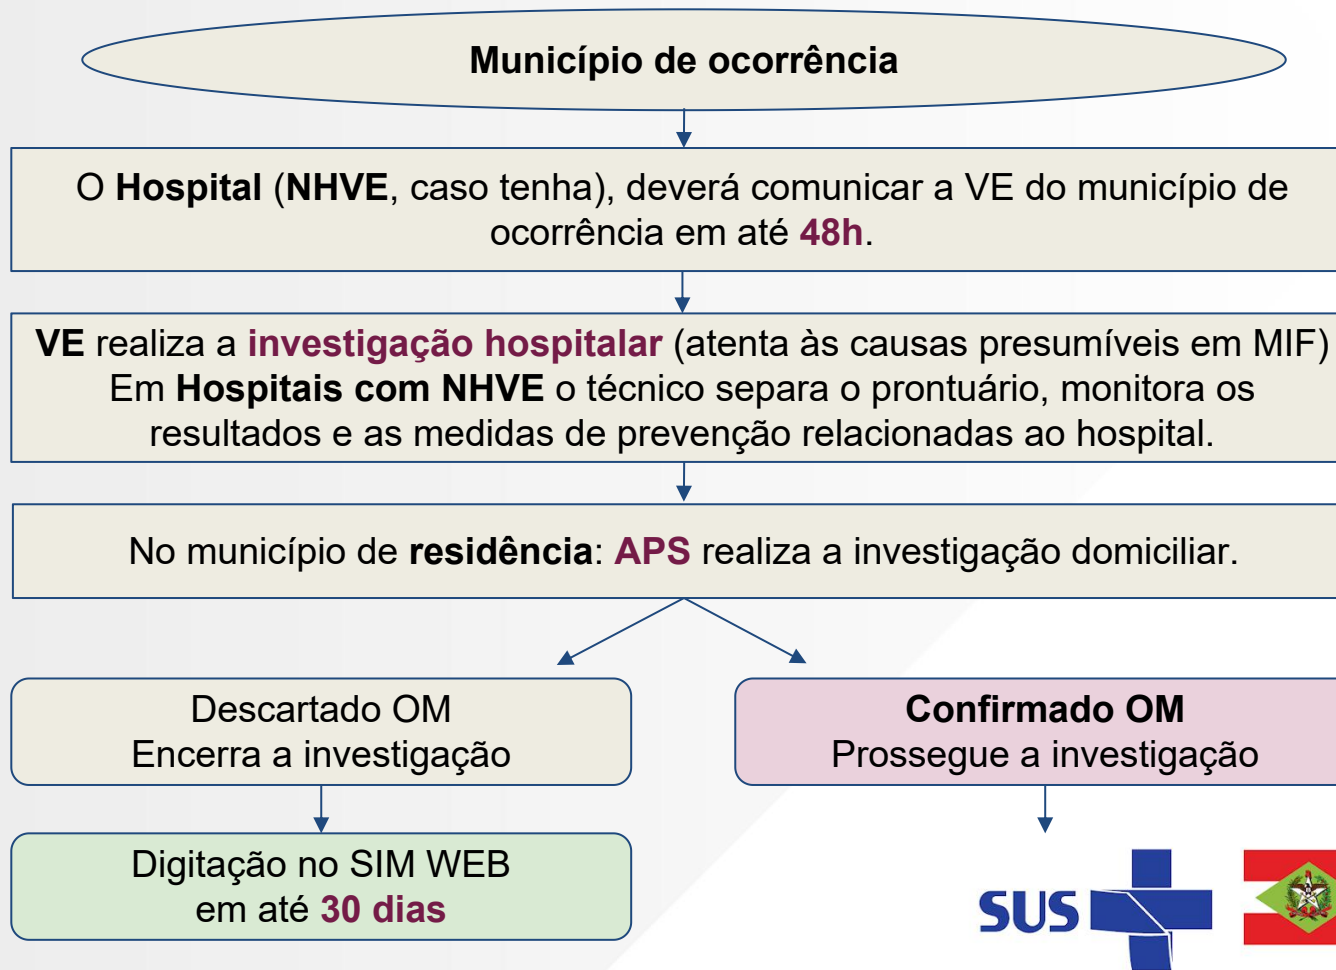 Município de ocorrência
O Hospital (NHVE, caso tenha), deverá comunicar a VE do município de
ocorrência em até 48h.
VE realiza a investigação hospitalar (atenta às causas presumíveis em MIF)
Em Hospitais com NHVE o técnico separa o prontuário, monitora os
resultados e as medidas de prevenção relacionadas ao hospital.
No município de residência: APS realiza a investigação domiciliar.
Descartado OM
Encerra a investigação
Confirmado OM
Prossegue a investigação
Digitação no SIM WEB
em até 30 dias
SUS